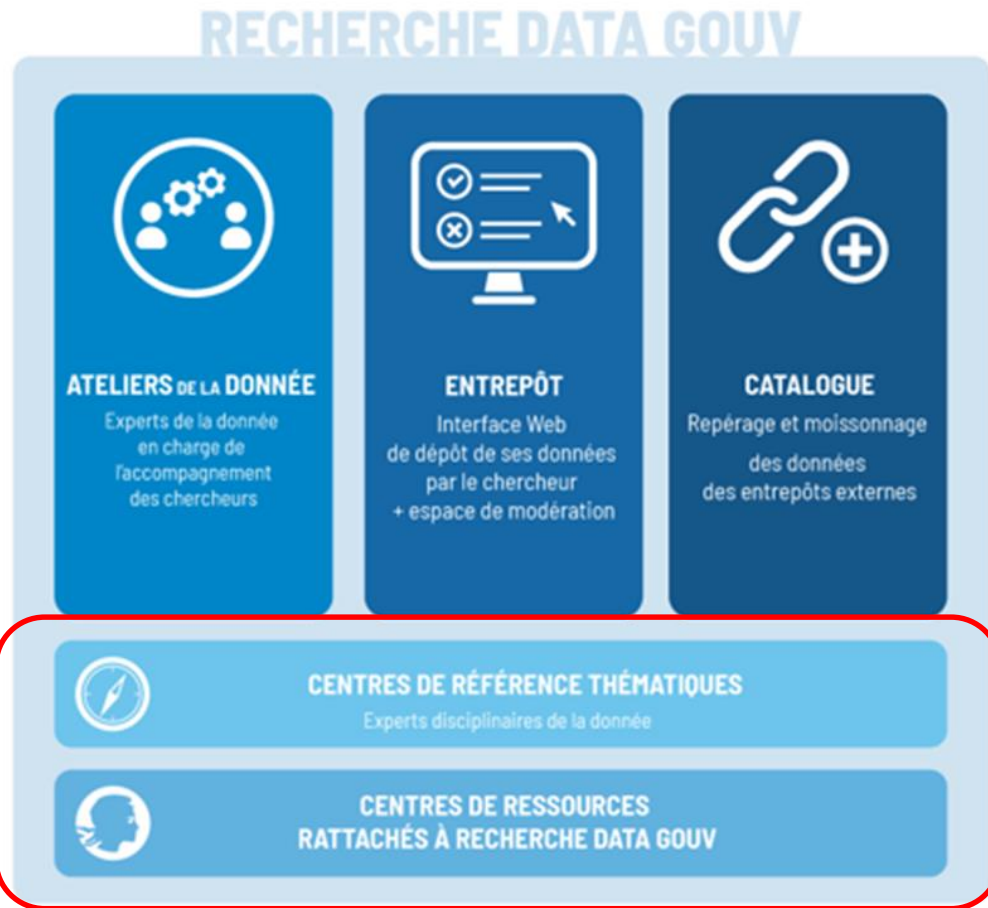 RECHERCHE DATA GOUV
ATELIERS DE LA DONNÉE
Experts de la donnée
en charge de
l'accompagnement
des chercheurs
ENTREPÔT
Interface Web
de dépôt de ses données
par le chercheur
+ espace de modération
CATALOGUE
Repérage et moissonnage
des données
des entrepôts externes
CENTRES DE RÉFÉRENCE THÉMATIQUES
Experts disciplinaires de la donnée
CENTRES DE RESSOURCES
RATTACHÉS À RECHERCHE DATA GOUV